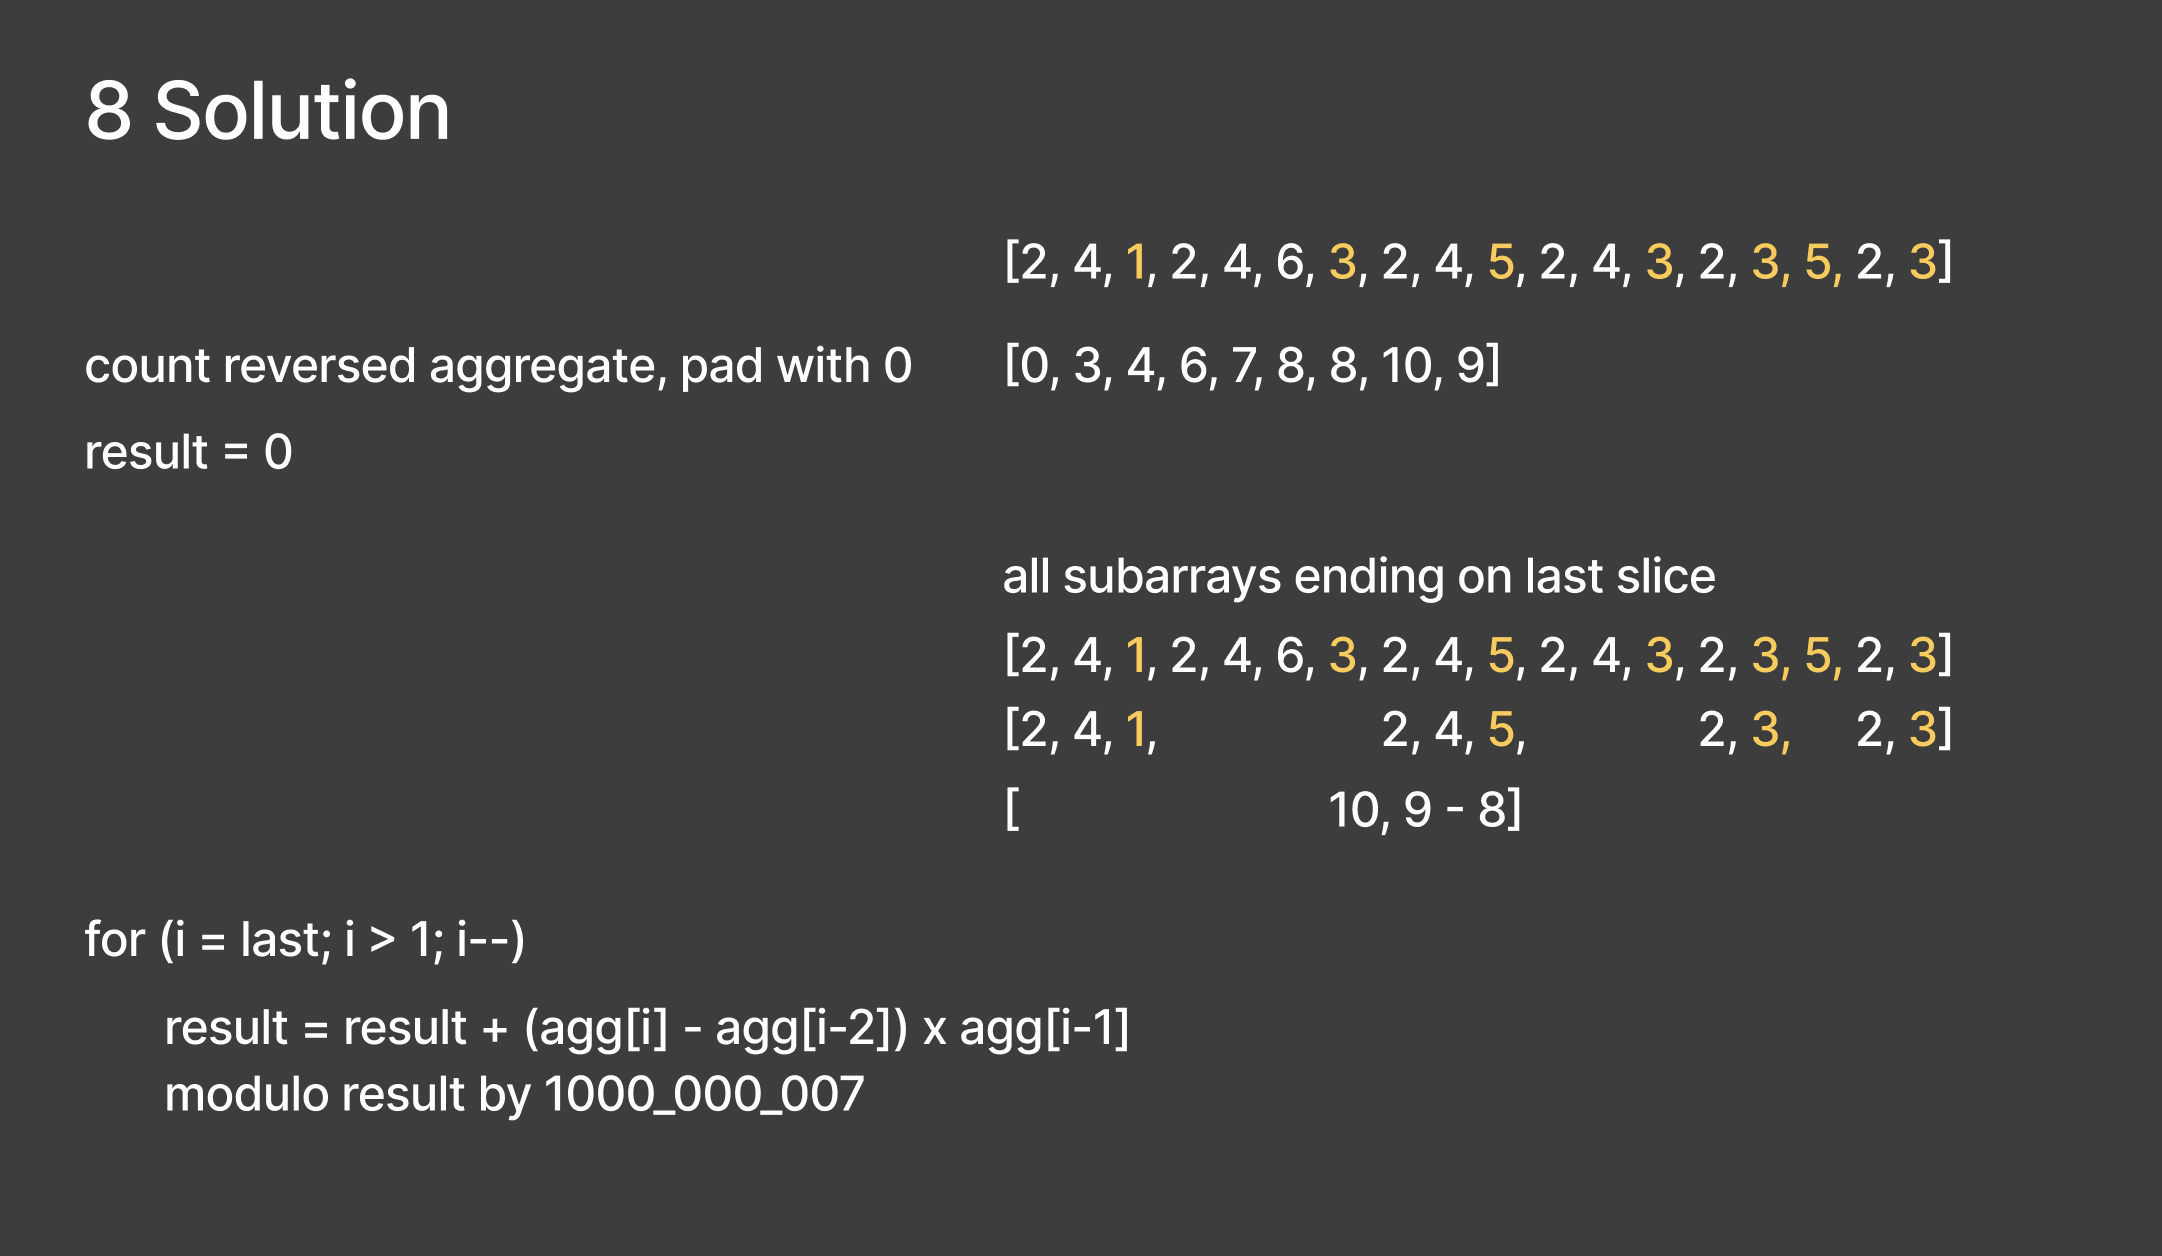 8 Solution
[2, 4, 1, 2, 4, 6, 3, 2, 4, 5, 2, 4, 3, 2, 3, 5, 2, 3]
count reversed aggregate, pad with 0
[0, 3, 4, 6, 7, 8, 8, 10, 9]
result = 0
all subarrays ending on last slice
[2, 4, 1, 2, 4, 6, 3, 2, 4, 5, 2, 4, 3, 2, 3, 5, 2, 3]
[2, 4, 1, 2, 4, 5, 2, 3, 2, 3]
[ 10, 9 - 8]
for (i = last; i > 1; i--)
result = result + (agg[i] - agg[i-2]) x agg[i-1]
modulo result by 1000_000_007